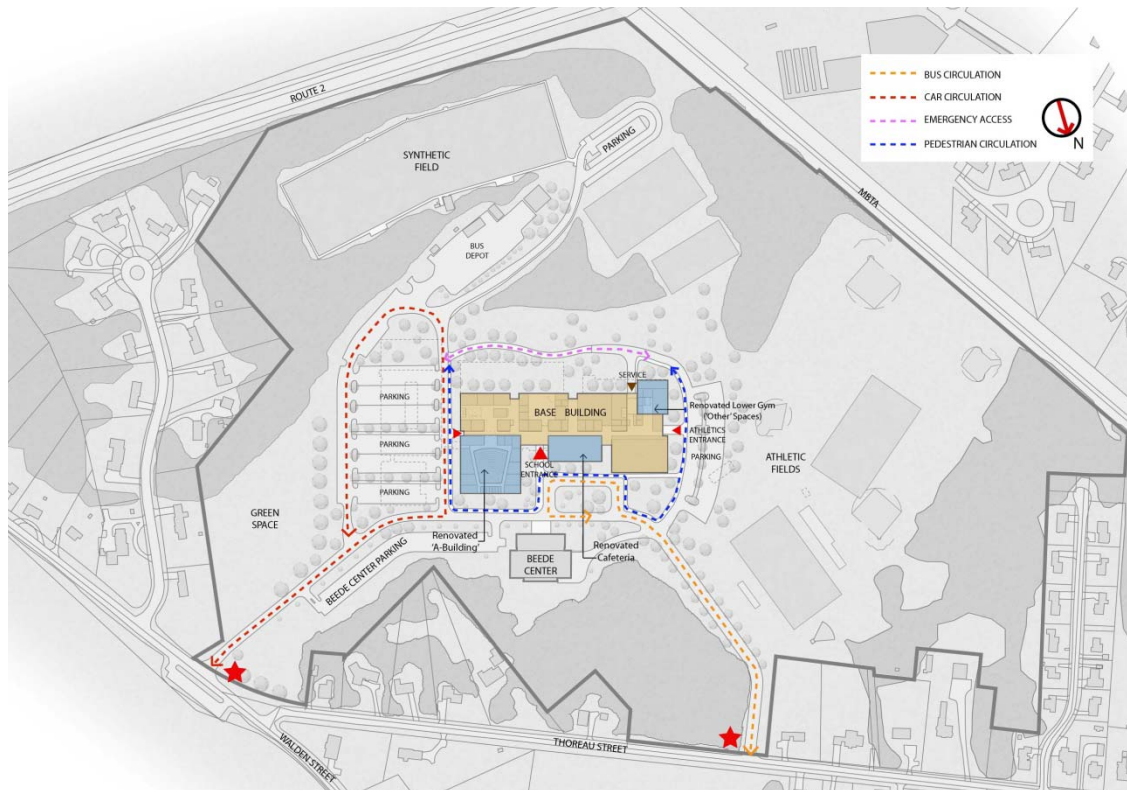 ROUTE 2
BUS CIRCULATION
CAR CIRCULATION
EMERGENCY ACCESS
PEDESTRIAN CIRCULATION
N
SYNTHETIC
FIELD
PARKING
MBTA
BUS
DEPOT
SERVICE
PARKING
BASE BUILDING
Renovated Lower Gym
('Other' Spaces)
ATHLETICS
ENTRANCE
PARKING
PARKING
SCHOOL
ENTRANCE
ATHLETIC
FIELDS
PARKING
GREEN
SPACE
Renovated
'A-Building'
Renovated
Cafeteria
BEEDE CENTER PARKING
BEEDE
CENTER
WALDEN STREET
THOREAU STREET